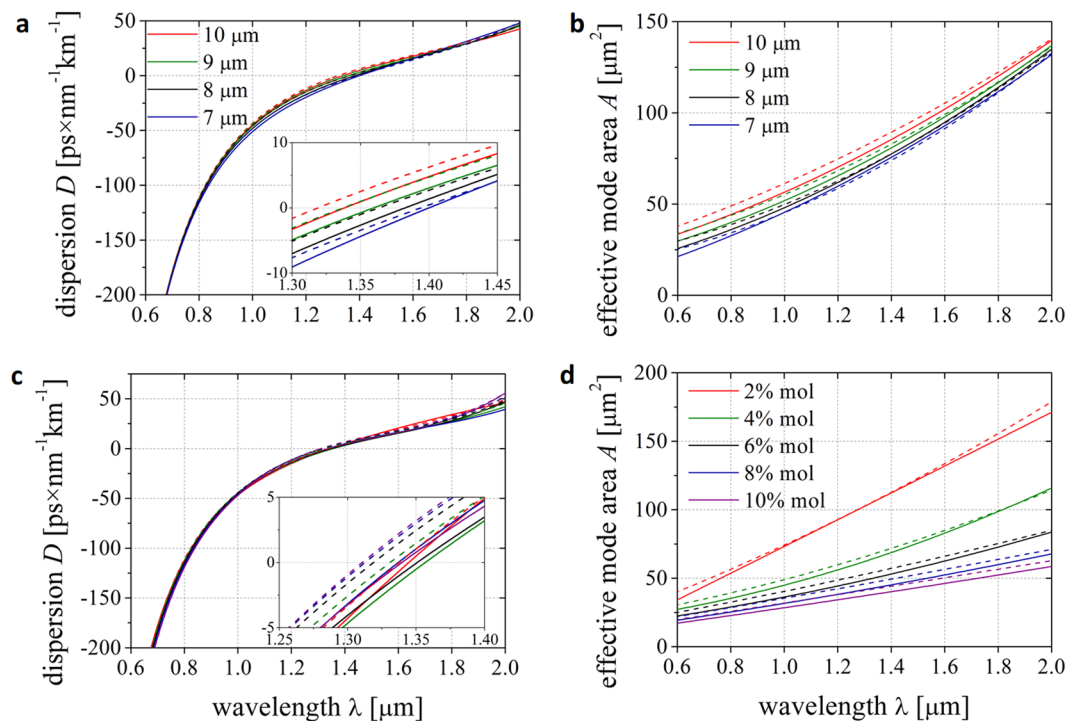 a
dispersion D [ps×nm⁻¹km⁻¹]
50
0
-50
-100
-150
-200
10 μm
9 μm
8 μm
7 μm
10
0
-10
1.30 1.35 1.40 1.45
0.6 0.8 1.0 1.2 1.4 1.6 1.8 2.0
b
effective mode area A [μm²]
150
100
50
0
10 μm
9 μm
8 μm
7 μm
0.6 0.8 1.0 1.2 1.4 1.6 1.8 2.0
c
dispersion D [ps×nm⁻¹km⁻¹]
50
0
-50
-100
-150
-200
5
0
-5
1.25 1.30 1.35 1.40
0.6 0.8 1.0 1.2 1.4 1.6 1.8 2.0
wavelength λ [μm]
d
effective mode area A [μm²]
200
150
100
50
0
2% mol
4% mol
6% mol
8% mol
10% mol
0.6 0.8 1.0 1.2 1.4 1.6 1.8 2.0
wavelength λ [μm]